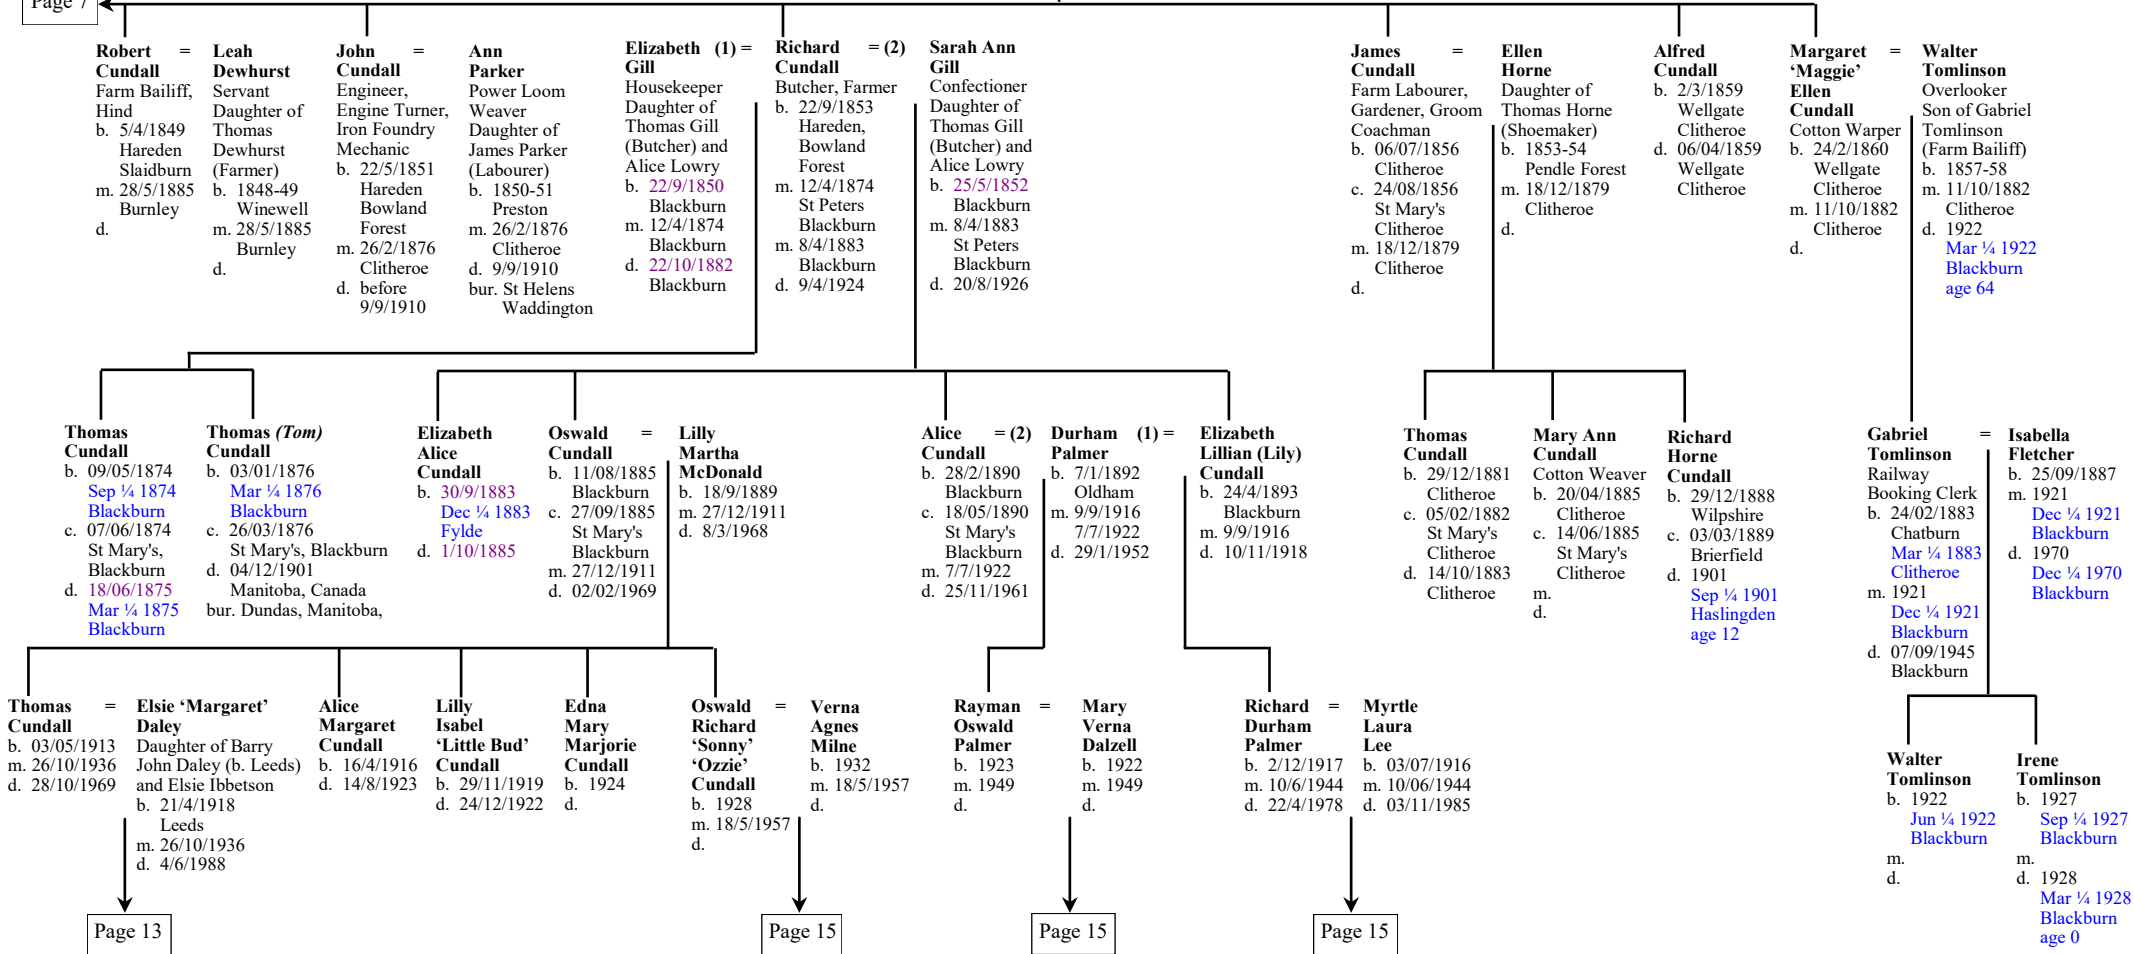 Page 7
Robert =
Cundall
Farm Bailiff,
Hind
b. 5/4/1849
Hareden
Slaidburn
m. 28/5/1885
Burnley
d.
Leah
Dewhurst
Servant
Daughter of
Thomas
Dewhurst
(Farmer)
b. 1848-49
Winewell
m. 28/5/1885
Burnley
d.
John =
Cundall
Engineer,
Engine Turner,
Iron Foundry
Mechanic
b. 22/5/1851
Hareden
Bowland
Forest
m. 26/2/1876
Clitheroe
d. before
9/9/1910
Ann
Parker
Power Loom
Weaver
Daughter of
James Parker
(Labourer)
b. 1850-51
Preston
m. 26/2/1876
Clitheroe
d. 9/9/1910
bur. St Helens
Waddington
Elizabeth (1) =
Gill
Housekeeper
Daughter of
Thomas Gill
(Butcher) and
Alice Lowry
b. 22/9/1850
Blackburn
m. 12/4/1874
Blackburn
d. 22/10/1882
Blackburn
Richard = (2)
Cundall
Butcher, Farmer
b. 22/9/1853
Hareden,
Bowland
Forest
m. 12/4/1874
St Peters
Blackburn
m. 8/4/1883
Blackburn
d. 9/4/1924
Sarah Ann
Gill
Confectioner
Daughter of
Thomas Gill
(Butcher) and
Alice Lowry
b. 25/5/1852
Blackburn
m. 8/4/1883
St Peters
Blackburn
d. 20/8/1926
James =
Cundall
Farm Labourer,
Gardener, Groom
Coachman
b. 06/07/1856
Clitheroe
c. 24/08/1856
St Mary's
Clitheroe
m. 18/12/1879
Clitheroe
d.
Ellen
Horne
Daughter of
Thomas Horne
(Shoemaker)
b. 1853-54
Pendle Forest
m. 18/12/1879
Clitheroe
d.
Alfred
Cundall
b. 2/3/1859
Wellgate
Clitheroe
d. 06/04/1859
Wellgate
Clitheroe
Margaret =
‘Maggie’
Ellen
Cundall
Cotton Warper
b. 24/2/1860
Wellgate
Clitheroe
m. 11/10/1882
Clitheroe
d.
Walter
Tomlinson
Overlooker
Son of Gabriel
Tomlinson
(Farm Bailiff)
b. 1857-58
m. 11/10/1882
Clitheroe
d. 1922
Mar ¼ 1922
Blackburn
age 64
Thomas
Cundall
b. 09/05/1874
Sep ¼ 1874
Blackburn
c. 07/06/1874
St Mary's,
Blackburn
d. 18/06/1875
Mar ¼ 1875
Blackburn
Thomas (Tom)
Cundall
b. 03/01/1876
Mar ¼ 1876
Blackburn
c. 26/03/1876
St Mary's, Blackburn
d. 04/12/1901
Manitoba, Canada
bur. Dundas, Manitoba,
Elizabeth
Alice
Cundall
b. 30/9/1883
Dec ¼ 1883
Fylde
d. 1/10/1885
Oswald =
Cundall
b. 11/08/1885
Blackburn
c. 27/09/1885
St Mary's
Blackburn
m. 27/12/1911
d. 02/02/1969
Lilly
Martha
McDonald
b. 18/9/1889
m. 27/12/1911
d. 8/3/1968
Alice = (2)
Cundall
b. 28/2/1890
Blackburn
c. 18/05/1890
St Mary's
Blackburn
m. 7/7/1922
d. 25/11/1961
Durham (1) =
Palmer
b. 7/1/1892
Oldham
m. 9/9/1916
7/7/1922
d. 29/1/1952
Elizabeth
Lillian (Lily)
Cundall
b. 24/4/1893
Blackburn
m. 9/9/1916
d. 10/11/1918
Thomas
Cundall
b. 29/12/1881
Clitheroe
c. 05/02/1882
St Mary's
Clitheroe
d. 14/10/1883
Clitheroe
Mary Ann
Cundall
Cotton Weaver
b. 20/04/1885
Clitheroe
c. 14/06/1885
St Mary's
Clitheroe
m.
d.
Richard
Horne
Cundall
b. 29/12/1888
Wilpshire
c. 03/03/1889
Brierfield
d. 1901
Sep ¼ 1901
Haslingden
age 12
Gabriel =
Tomlinson
Railway
Booking Clerk
b. 24/02/1883
Chatburn
Mar ¼ 1883
Clitheroe
m. 1921
Dec ¼ 1921
Blackburn
d. 07/09/1945
Blackburn
Isabella
Fletcher
b. 25/09/1887
m. 1921
Dec ¼ 1921
Blackburn
d. 1970
Dec ¼ 1970
Blackburn
Thomas =
Cundall
b. 03/05/1913
m. 26/10/1936
d. 28/10/1969
Elsie ‘Margaret’
Daley
Daughter of Barry
John Daley (b. Leeds)
and Elsie Ibbetson
b. 21/4/1918
Leeds
m. 26/10/1936
d. 4/6/1988
Alice
Margaret
Cundall
b. 16/4/1916
d. 14/8/1923
Lilly
Isabel
‘Little Bud’
Cundall
b. 29/11/1919
d. 24/12/1922
Edna
Mary
Marjorie
Cundall
b. 1924
d.
Oswald =
Richard
‘Sonny’
‘Ozzie’
Cundall
b. 1928
m. 18/5/1957
d.
Verna
Agnes
Milne
b. 1932
m. 18/5/1957
d.
Rayman =
Oswald
Palmer
b. 1923
m. 1949
d.
Mary
Verna
Dalzell
b. 1922
m. 1949
d.
Richard =
Durham
Palmer
b. 2/12/1917
m. 10/6/1944
d. 22/4/1978
Myrtle
Laura
Lee
b. 03/07/1916
m. 10/06/1944
d. 03/11/1985
Walter
Tomlinson
b. 1922
Jun ¼ 1922
Blackburn
m.
d.
Irene
Tomlinson
b. 1927
Sep ¼ 1927
Blackburn
m.
d. 1928
Mar ¼ 1928
Blackburn
age 0
Page 13
Page 15
Page 15
Page 15